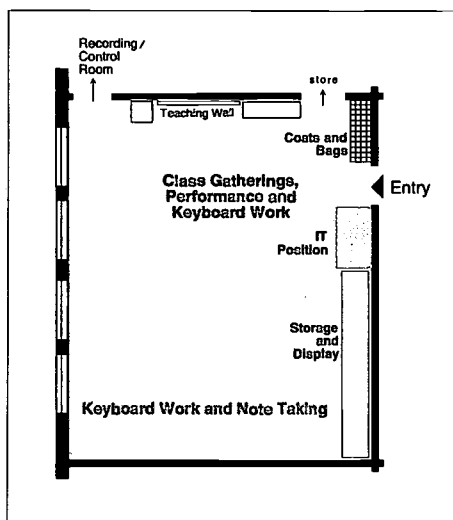 Recording/
Control
Room
store
Teaching Wall
Coats and
Bags
Class Gatherings,
Performance and
Keyboard Work
Entry
IT
Position
Storage
and
Display
Keyboard Work and Note Taking